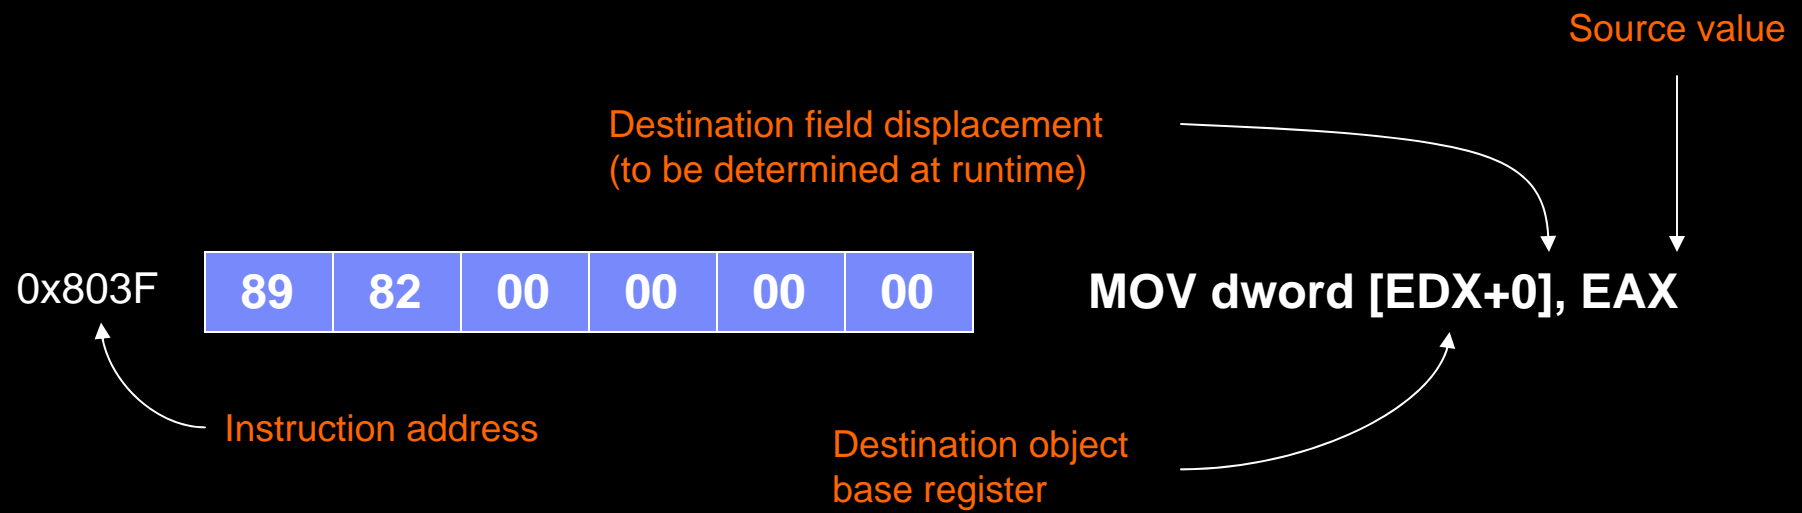 Source value
Destination field displacement
(to be determined at runtime)
0x803F 89 82 00 00 00 00 MOV dword [EDX+0], EAX
Instruction address
Destination object
base register